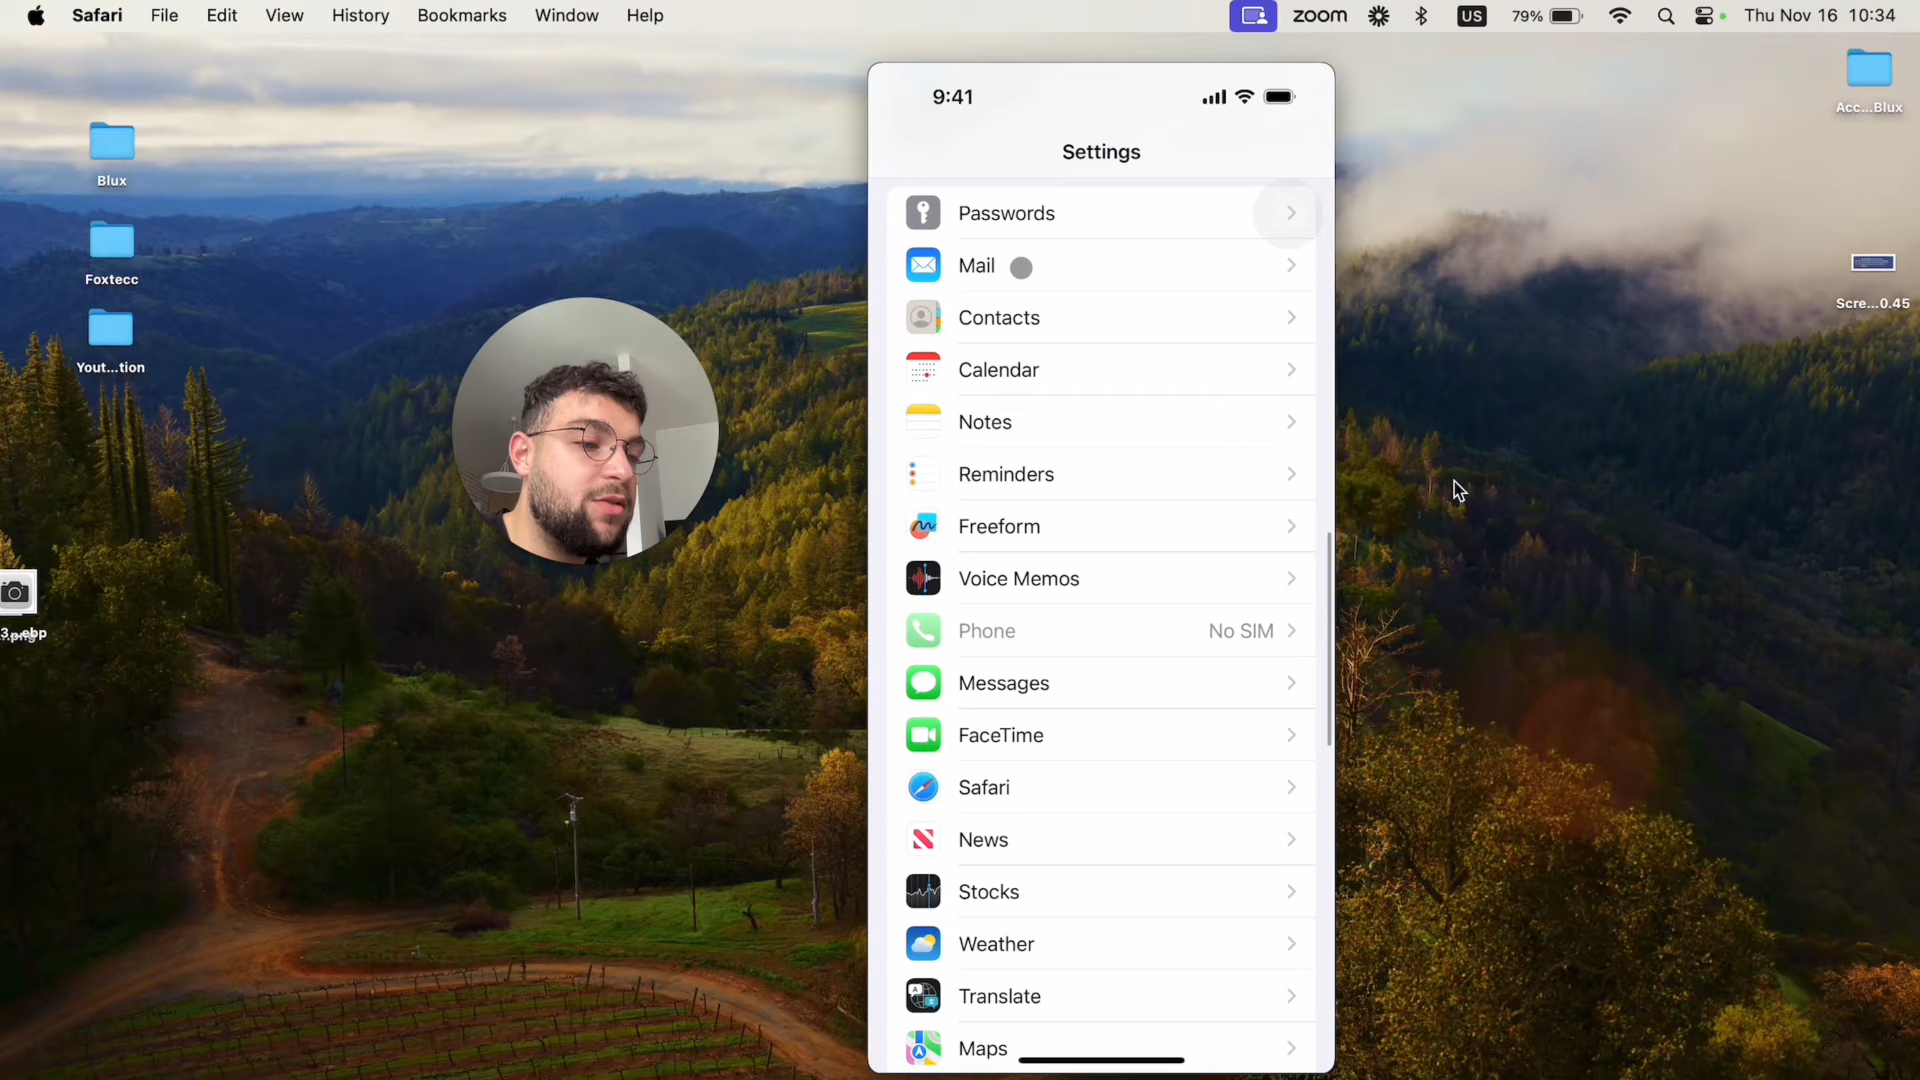 Safari File Edit View History Bookmarks Window Help zoom US 79% Thu Nov 16 10:34
Acc...Blux
Blux
Foxtecc
Yout...tion
Scre...0.45
9:41
Settings
Passwords
Mail
Contacts
Calendar
Notes
Reminders
Freeform
Voice Memos
Phone No SIM
Messages
FaceTime
Safari
News
Stocks
Weather
Translate
Maps